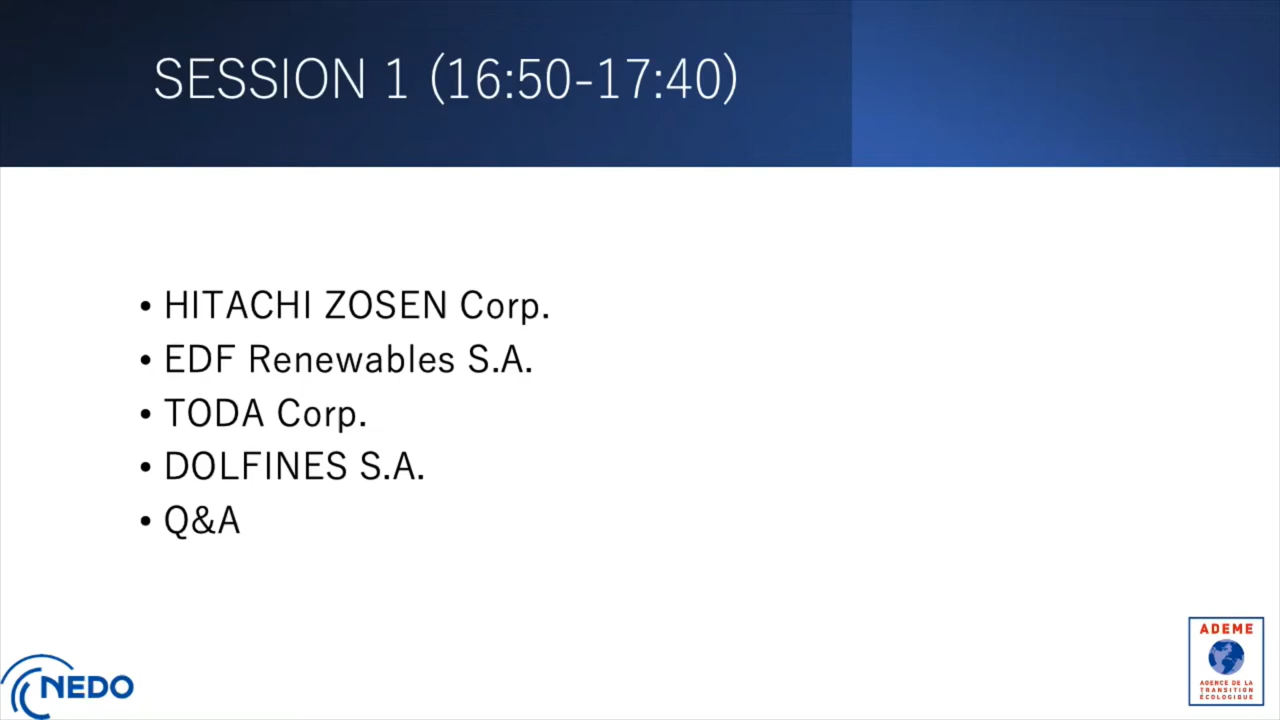 SESSION 1 (16:50-17:40)
• HITACHI ZOSEN Corp.
• EDF Renewables S.A.
• TODA Corp.
• DOLFINES S.A.
• Q&A
NEDO
ADEME
AGENCE DE LA
TRANSITION
ÉCOLOGIQUE